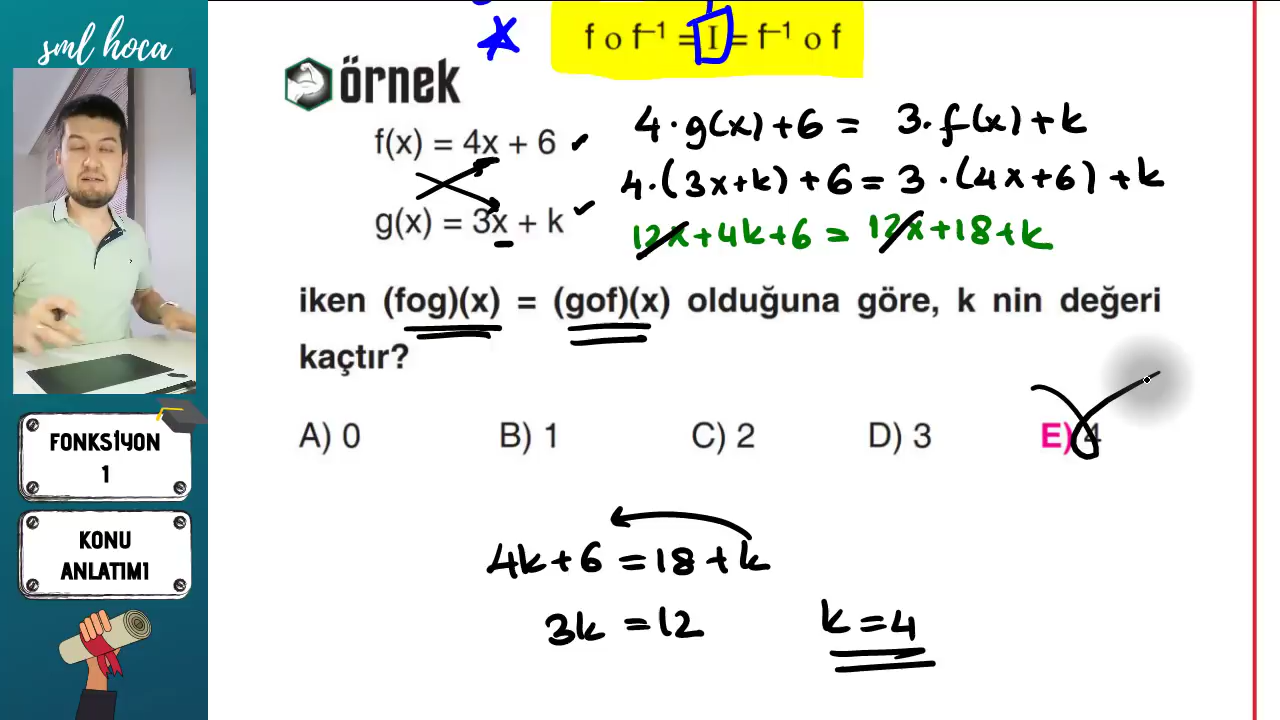 sml hoca
f o f⁻¹ = I = f⁻¹ o f
örnek
f(x) = 4x + 6
g(x) = 3x + k
4·g(x)+6 = 3·f(x)+k
4·(3x+k)+6=3·(4x+6)+k
12x+4k+6=12x+18+k
iken (fog)(x) = (gof)(x) olduğuna göre, k nin değeri
kaçtır?
A) 0 B) 1 C) 2 D) 3 E) 4
4k+6=18+k
3k=12 k=4
FONKSİYON
1
KONU
ANLATIMI